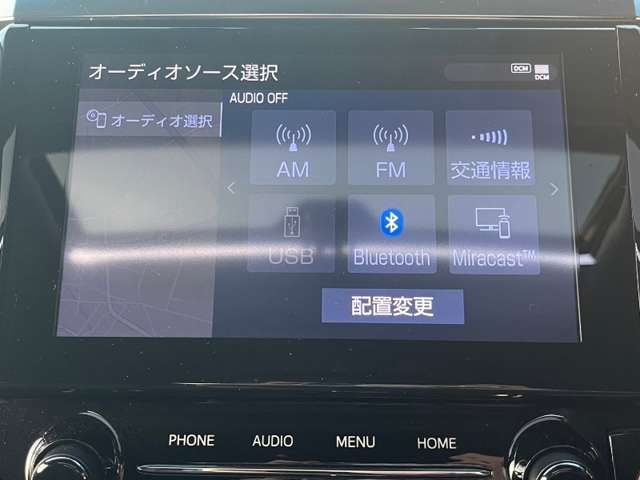 オーディオソース選択
DCM
DCM
AUDIO OFF
オーディオ選択
AM
FM
交通情報
USB
Bluetooth
Miracast™
配置変更
PHONE
AUDIO
MENU
HOME